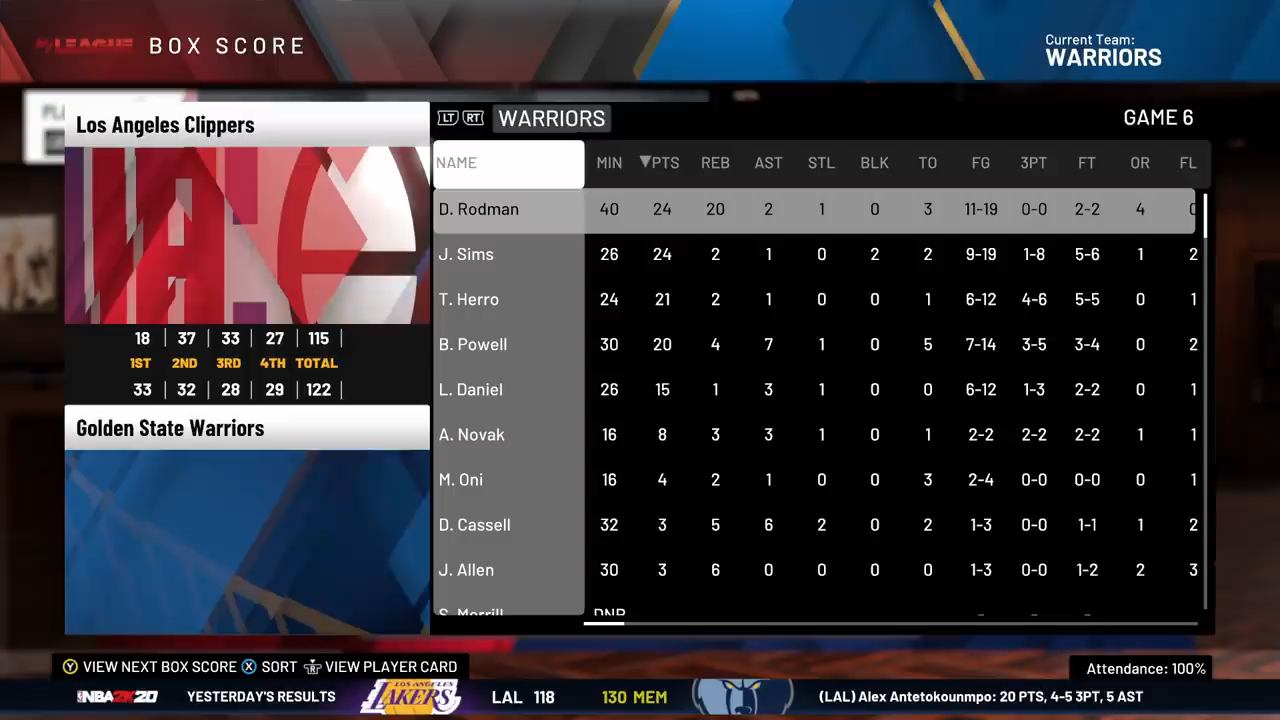 MyLEAGUE BOX SCORE
Current Team:
WARRIORS
Los Angeles Clippers
18 | 37 | 33 | 27 | 115 |
1ST 2ND 3RD 4TH TOTAL
33 | 32 | 28 | 29 | 122 |
Golden State Warriors
LT RT WARRIORS GAME 6
NAME MIN ▼PTS REB AST STL BLK TO FG 3PT FT OR FL
D. Rodman 40 24 20 2 1 0 3 11-19 0-0 2-2 4 0
J. Sims 26 24 2 1 0 2 2 9-19 1-8 5-6 1 2
T. Herro 24 21 2 1 0 0 1 6-12 4-6 5-5 0 1
B. Powell 30 20 4 7 1 0 5 7-14 3-5 3-4 0 2
L. Daniel 26 15 1 3 1 0 0 6-12 1-3 2-2 0 1
A. Novak 16 8 3 3 1 0 1 2-2 2-2 2-2 1 1
M. Oni 16 4 2 1 0 0 3 2-4 0-0 0-0 0 1
D. Cassell 32 3 5 6 2 0 2 1-3 0-0 1-1 1 2
J. Allen 30 3 6 0 0 0 0 1-3 0-0 1-2 2 3
S. Merrill DNP - - -
Y VIEW NEXT BOX SCORE X SORT R VIEW PLAYER CARD
Attendance: 100%
NBA 2K20 YESTERDAY'S RESULTS LOS ANGELES LAKERS LAL 118 130 MEM (LAL) Alex Antetokounmpo: 20 PTS, 4-5 3PT, 5 AST